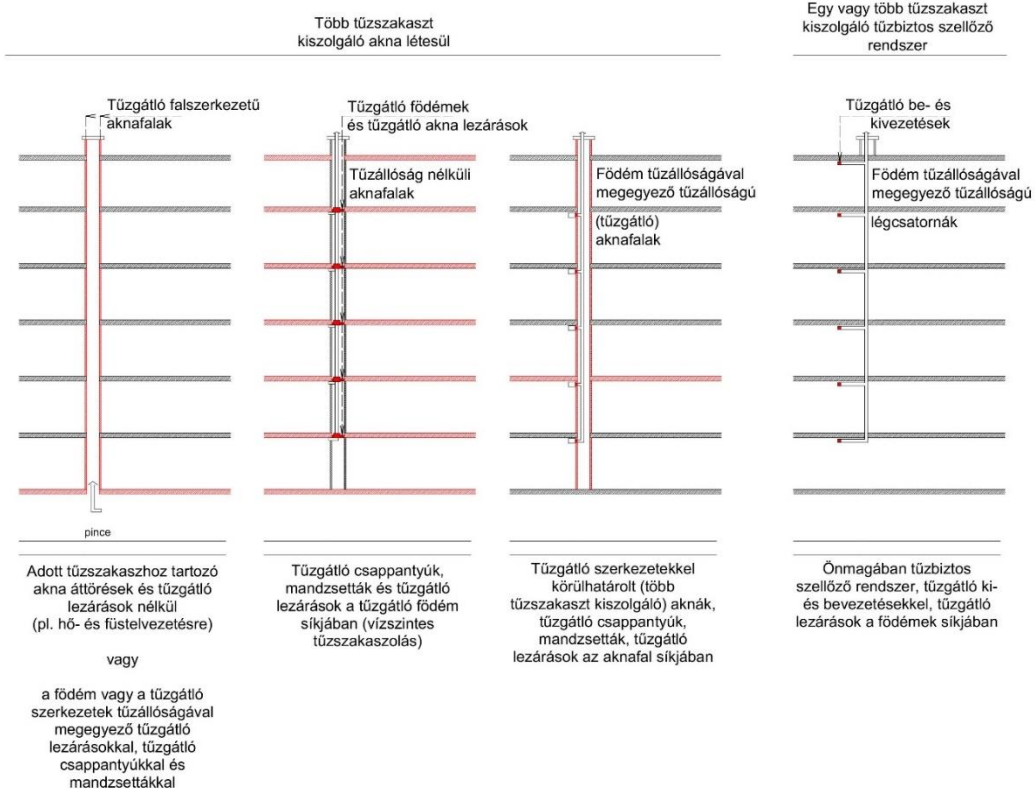 Több tűzszakaszt
kiszolgáló akna létesül
Egy vagy több tűzszakaszt
kiszolgáló tűzbiztos szellőző
rendszer
Tűzgátló falszerkezetű
aknafalak
Tűzgátló födémek
és tűzgátló akna lezárások
Tűzállóság nélküli
aknafalak
Födém tűzállóságával
megegyező tűzállóságú
(tűzgátló)
aknafalak
Tűzgátló be- és
kivezetések
Födém tűzállóságával
megegyező tűzállóságú
légcsatornák
pince
Adott tűzszakaszhoz tartozó
akna áttörések és tűzgátló
lezárások nélkül
(pl. hő- és füstelvezetésre)
vagy
a födém vagy a tűzgátló
szerkezetek tűzállóságával
megegyező tűzgátló
lezárásokkal, tűzgátló
csappantyúkkal és
mandzsettákkal
Tűzgátló csappantyúk,
mandzsetták és tűzgátló
lezárások a tűzgátló födém
síkjában (vízszintes
tűzszakaszolás)
Tűzgátló szerkezetekkel
körülhatárolt (több
tűzszakaszt kiszolgáló) aknák,
tűzgátló csappantyúk,
mandzsetták, tűzgátló
lezárások az aknafal síkjában
Önmagában tűzbiztos
szellőző rendszer, tűzgátló ki-
és bevezetésekkel, tűzgátló
lezárások a födémek síkjában